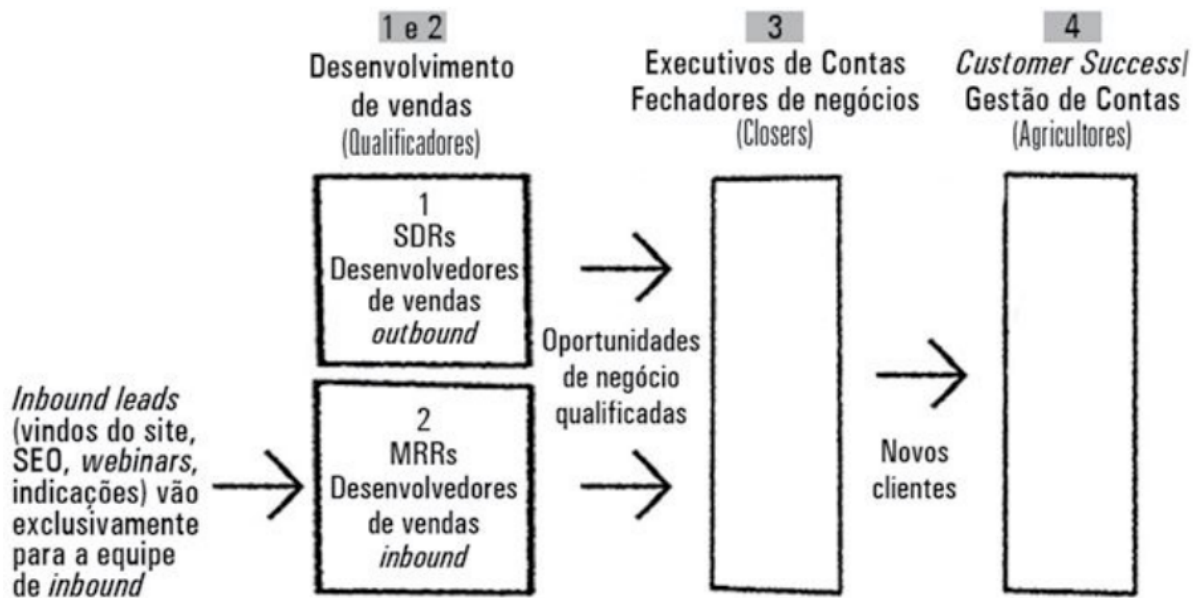 1 e 2
Desenvolvimento
de vendas
(Qualificadores)
3
Executivos de Contas
Fechadores de negócios
(Closers)
4
Customer Success/
Gestão de Contas
(Agricultores)
1
SDRs
Desenvolvedores
de vendas
outbound
2
MRRs
Desenvolvedores
de vendas
inbound
Inbound leads
(vindos do site,
SEO, webinars,
indicações) vão
exclusivamente
para a equipe
de inbound
Oportunidades
de negócio
qualificadas
Novos
clientes